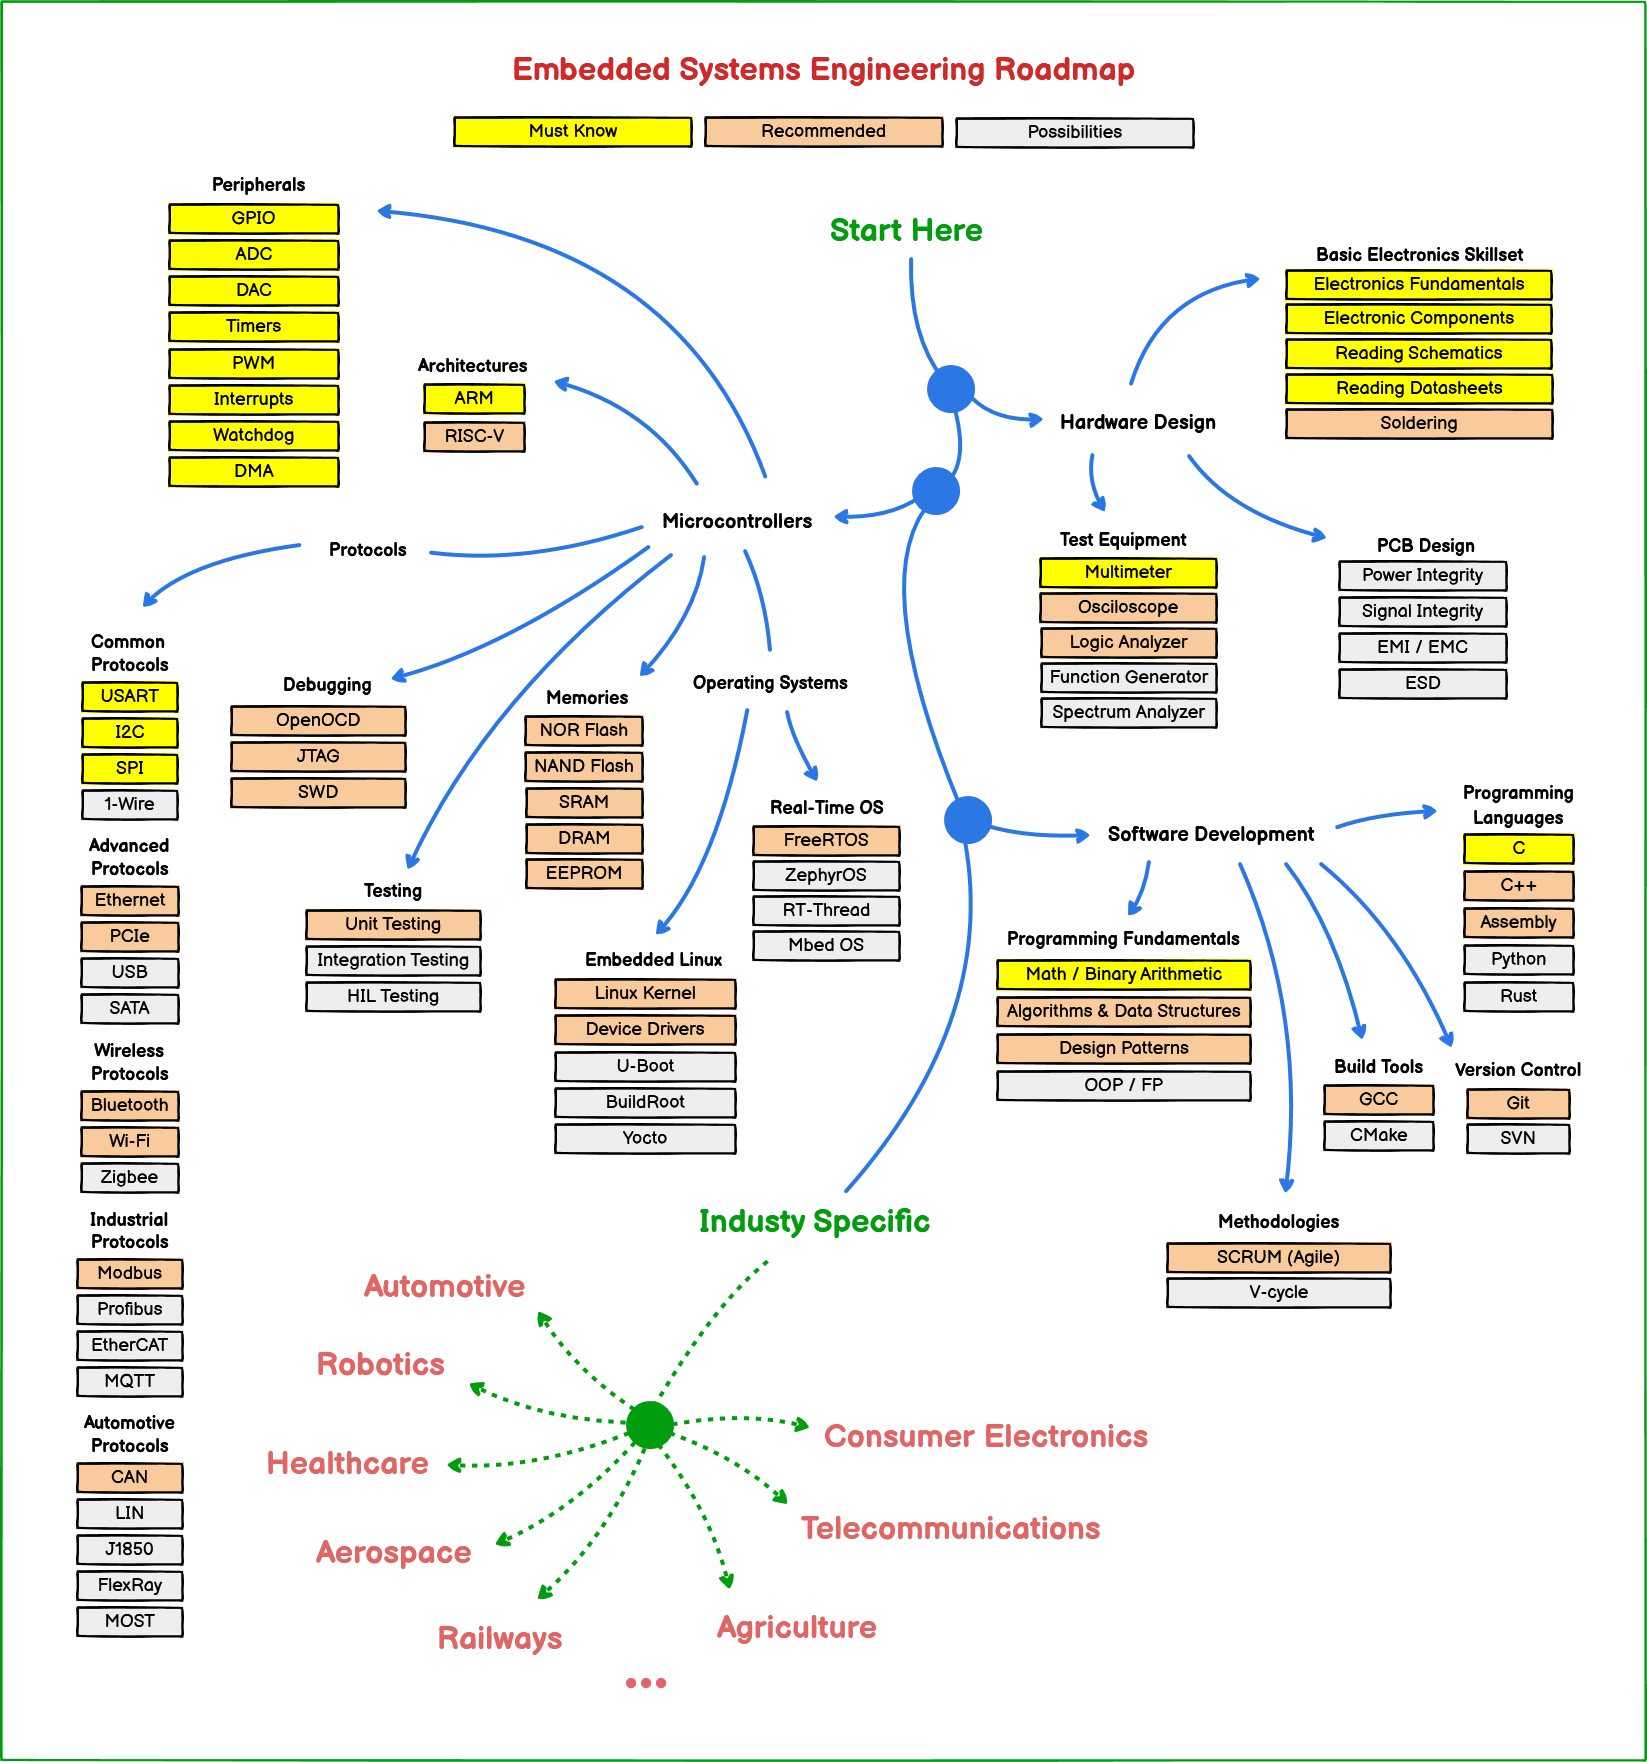 Embedded Systems Engineering Roadmap
Must Know
Recommended
Possibilities
Start Here
Peripherals
GPIO
ADC
DAC
Timers
PWM
Interrupts
Watchdog
DMA
Architectures
ARM
RISC-V
Hardware Design
Basic Electronics Skillset
Electronics Fundamentals
Electronic Components
Reading Schematics
Reading Datasheets
Soldering
Test Equipment
Multimeter
Osciloscope
Logic Analyzer
Function Generator
Spectrum Analyzer
PCB Design
Power Integrity
Signal Integrity
EMI / EMC
ESD
Microcontrollers
Protocols
Common
Protocols
USART
I2C
SPI
1-Wire
Advanced
Protocols
Ethernet
PCIe
USB
SATA
Wireless
Protocols
Bluetooth
Wi-Fi
Zigbee
Industrial
Protocols
Modbus
Profibus
EtherCAT
MQTT
Automotive
Protocols
CAN
LIN
J1850
FlexRay
MOST
Debugging
OpenOCD
JTAG
SWD
Testing
Unit Testing
Integration Testing
HIL Testing
Memories
NOR Flash
NAND Flash
SRAM
DRAM
EEPROM
Operating Systems
Real-Time OS
FreeRTOS
ZephyrOS
RT-Thread
Mbed OS
Embedded Linux
Linux Kernel
Device Drivers
U-Boot
BuildRoot
Yocto
Software Development
Programming
Languages
C
C++
Assembly
Python
Rust
Programming Fundamentals
Math / Binary Arithmetic
Algorithms & Data Structures
Design Patterns
OOP / FP
Build Tools
GCC
CMake
Version Control
Git
SVN
Methodologies
SCRUM (Agile)
V-cycle
Industy Specific
Automotive
Robotics
Healthcare
Aerospace
Railways
Agriculture
Telecommunications
Consumer Electronics
...